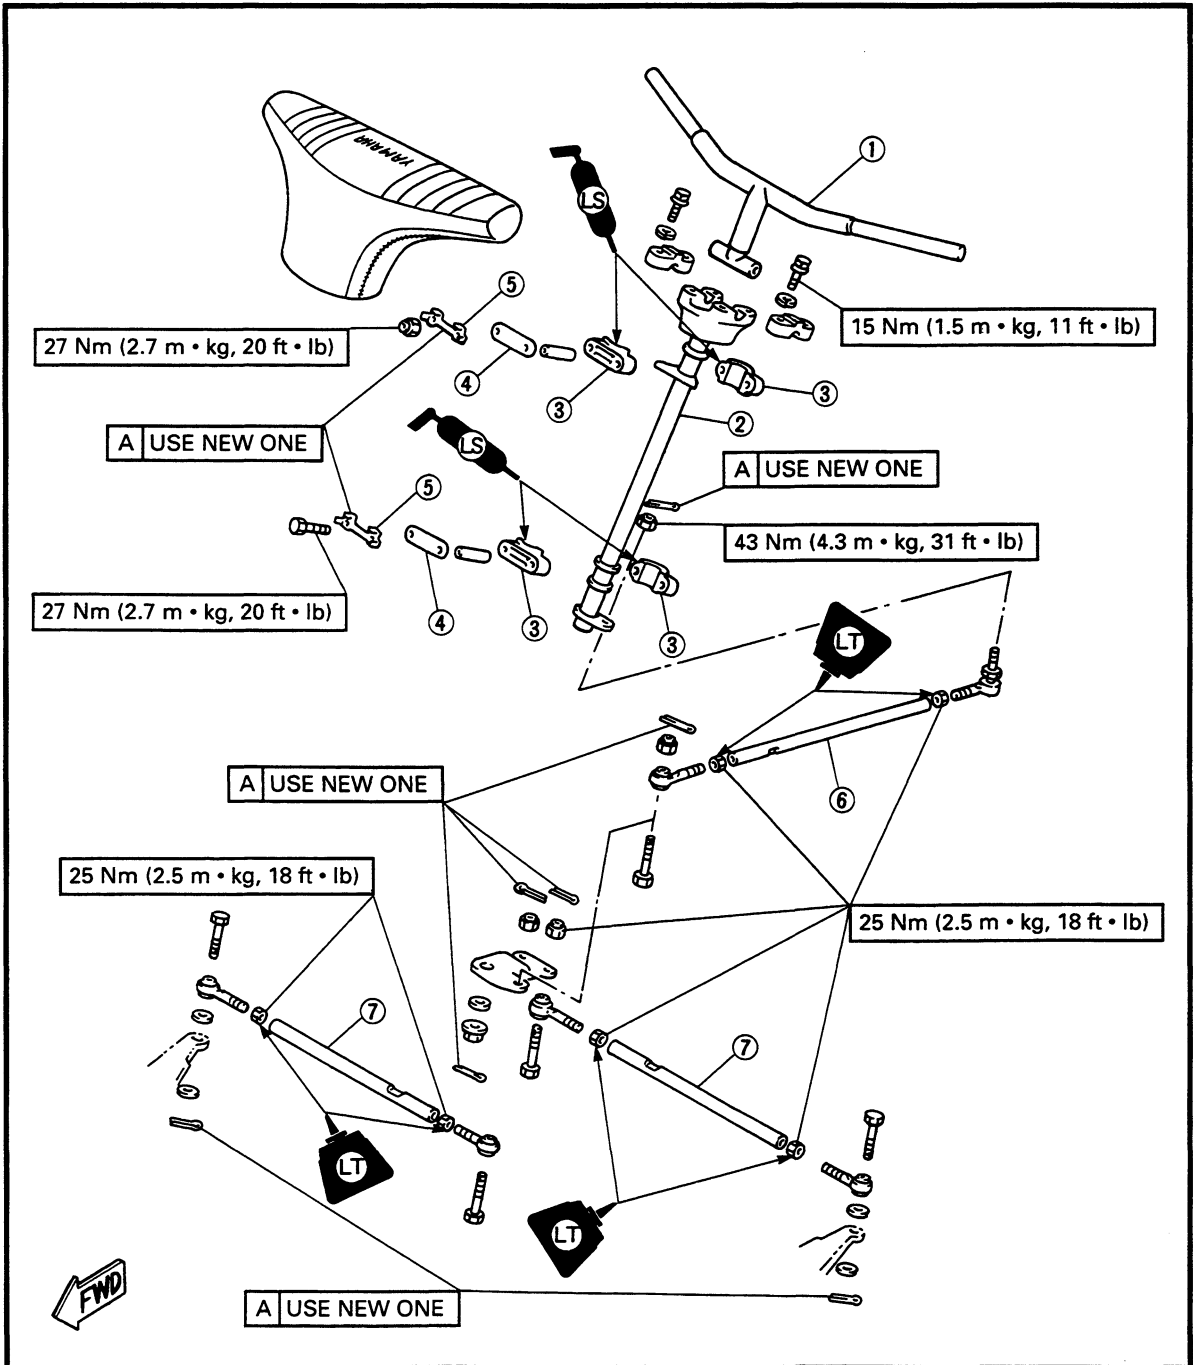 YAMAHA
1
LS
5
15 Nm (1.5 m • kg, 11 ft • lb)
27 Nm (2.7 m • kg, 20 ft • lb)
4
3
3
2
A USE NEW ONE
LS
A USE NEW ONE
5
43 Nm (4.3 m • kg, 31 ft • lb)
27 Nm (2.7 m • kg, 20 ft • lb)
4
3
3
LT
A USE NEW ONE
6
25 Nm (2.5 m • kg, 18 ft • lb)
25 Nm (2.5 m • kg, 18 ft • lb)
7
7
LT
LT
FWD
A USE NEW ONE